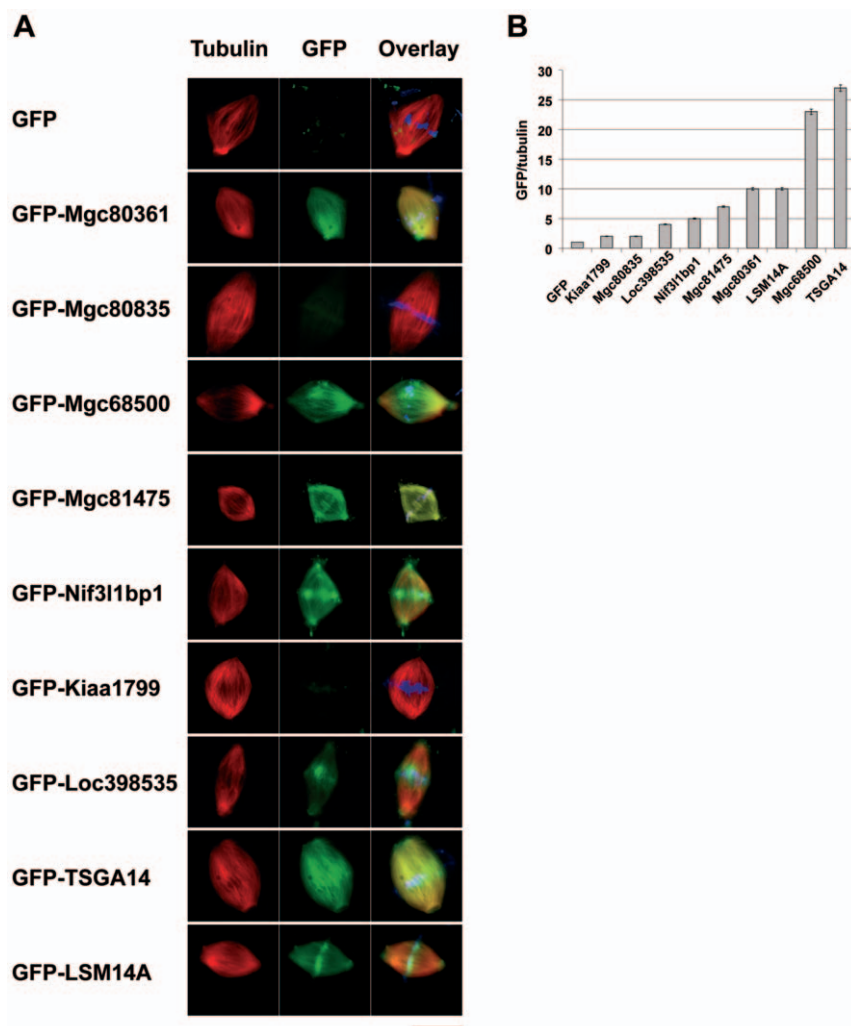 A
Tubulin GFP Overlay
GFP
GFP-Mgc80361
GFP-Mgc80835
GFP-Mgc68500
GFP-Mgc81475
GFP-Nif3l1bp1
GFP-Kiaa1799
GFP-Loc398535
GFP-TSGA14
GFP-LSM14A
B
GFP/tubulin
30
25
20
15
10
5
0
GFP
Kiaa1799
Mgc80835
Loc398535
Nif3l1bp1
Mgc81475
Mgc80361
LSM14A
Mgc68500
TSGA14